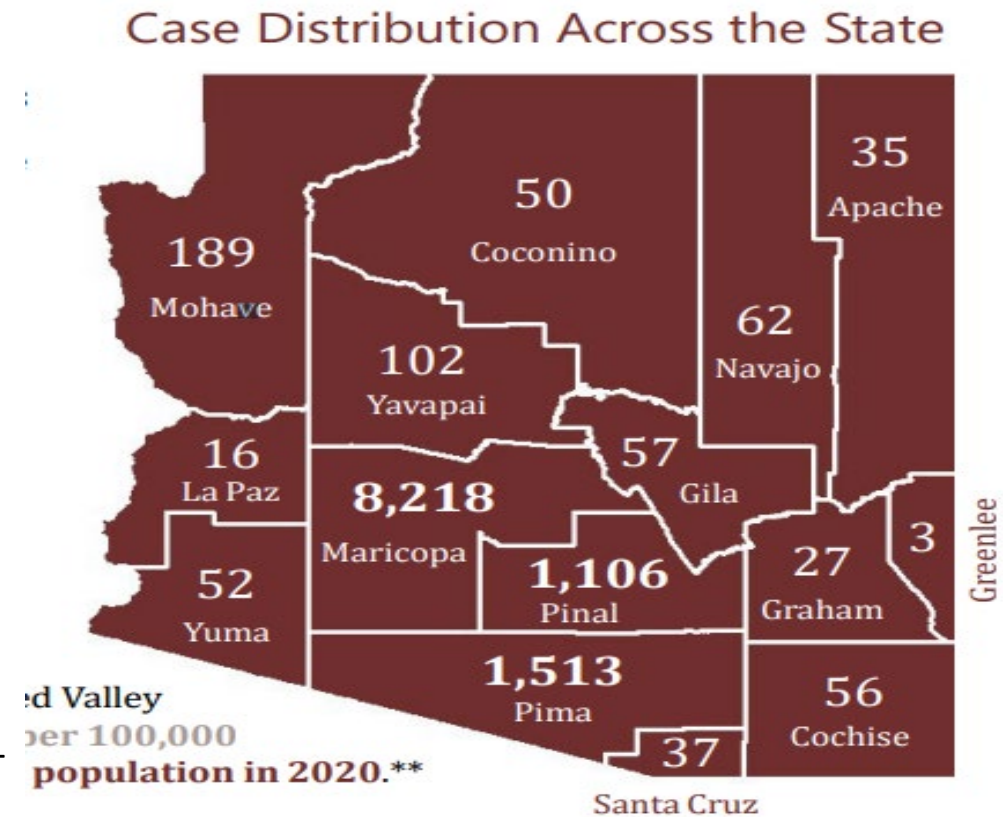 Case Distribution Across the State
35
Apache
50
Coconino
189
Mohave
62
Navajo
102
Yavapai
16
La Paz
57
Gila
8,218
Maricopa
1,106
Pinal
27
Graham
3
Greenlee
52
Yuma
1,513
Pima
56
Cochise
37
Santa Cruz
ed Valley
per 100,000
population in 2020.**